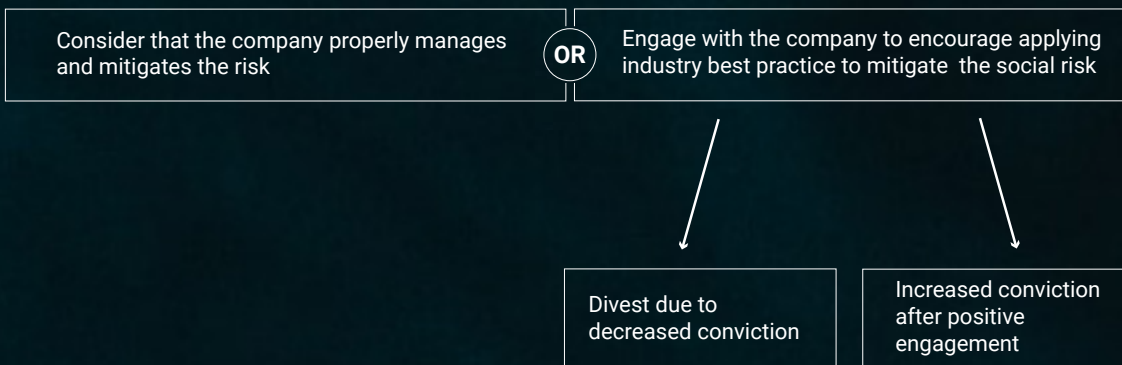 Consider that the company properly manages
and mitigates the risk
OR
Engage with the company to encourage applying
industry best practice to mitigate the social risk
Divest due to
decreased conviction
Increased conviction
after positive
engagement